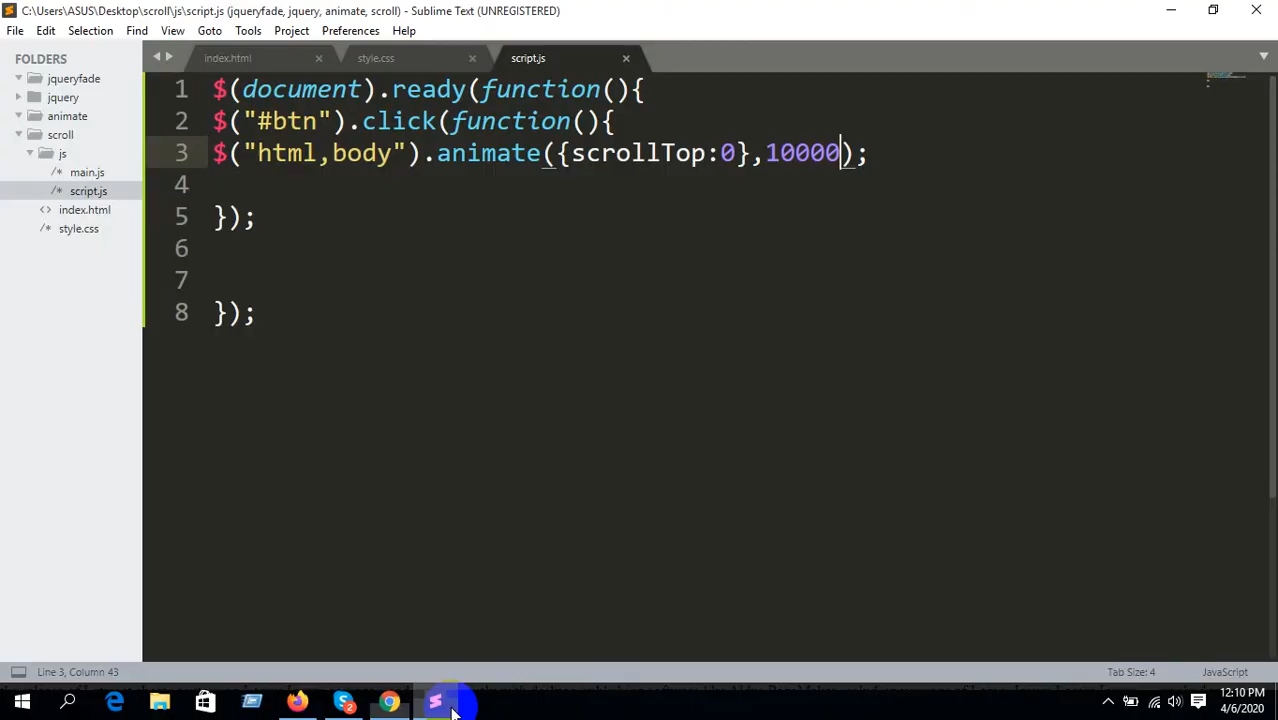 C:\Users\ASUS\Desktop\scroll\js\script.js (jqueryfade, jquery, animate, scroll) - Sublime Text (UNREGISTERED)
File Edit Selection Find View Goto Tools Project Preferences Help
FOLDERS
jqueryfade
jquery
animate
scroll
js
/* main.js
/* script.js
<> index.html
/* style.css
index.html style.css script.js
1 $(document).ready(function(){
2 $("#btn").click(function(){
3 $("html,body").animate({scrollTop:0},10000);
4
5 });
6
7
8 });
Line 3, Column 43 Tab Size: 4 JavaScript
2
12:10 PM
4/6/2020